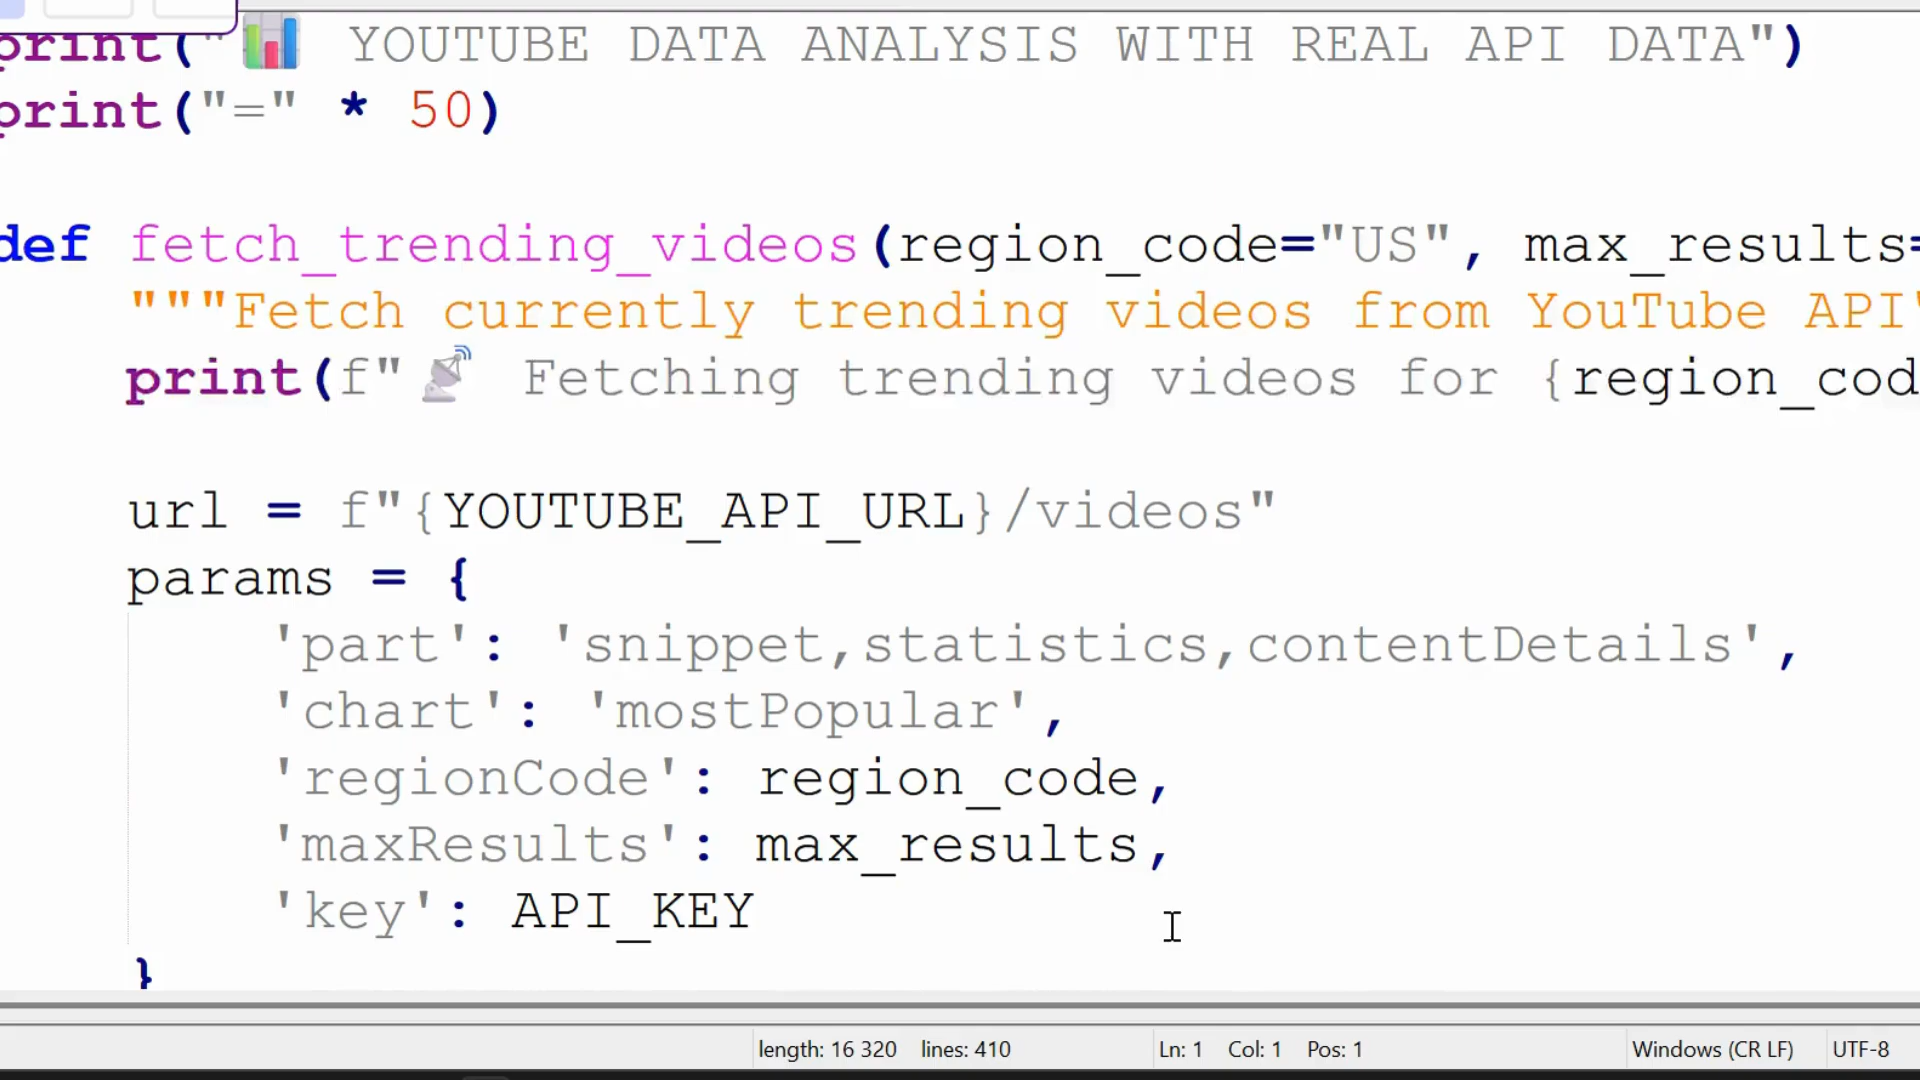 print("📊 YOUTUBE DATA ANALYSIS WITH REAL API DATA")
print("=" * 50)
def fetch_trending_videos(region_code="US", max_results=
"""Fetch currently trending videos from YouTube API"
print(f"📡 Fetching trending videos for {region_cod
url = f"{YOUTUBE_API_URL}/videos"
params = {
'part': 'snippet,statistics,contentDetails',
'chart': 'mostPopular',
'regionCode': region_code,
'maxResults': max_results,
'key': API_KEY
}
length: 16 320 lines: 410 Ln: 1 Col: 1 Pos: 1 Windows (CR LF) UTF-8